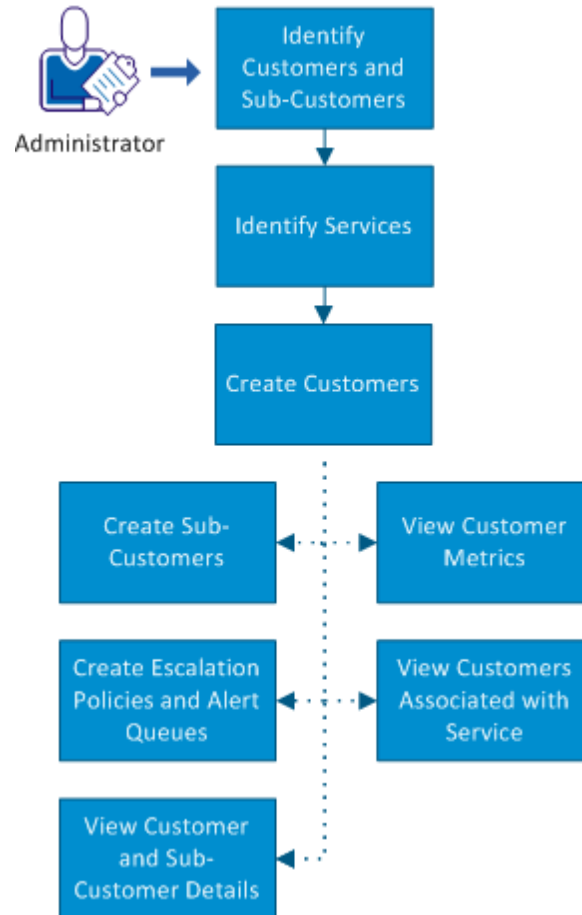 Identify
Customers and
Sub-Customers
Administrator
Identify Services
Create Customers
Create Sub-
Customers
View Customer
Metrics
Create Escalation
Policies and Alert
Queues
View Customers
Associated with
Service
View Customer
and Sub-
Customer Details